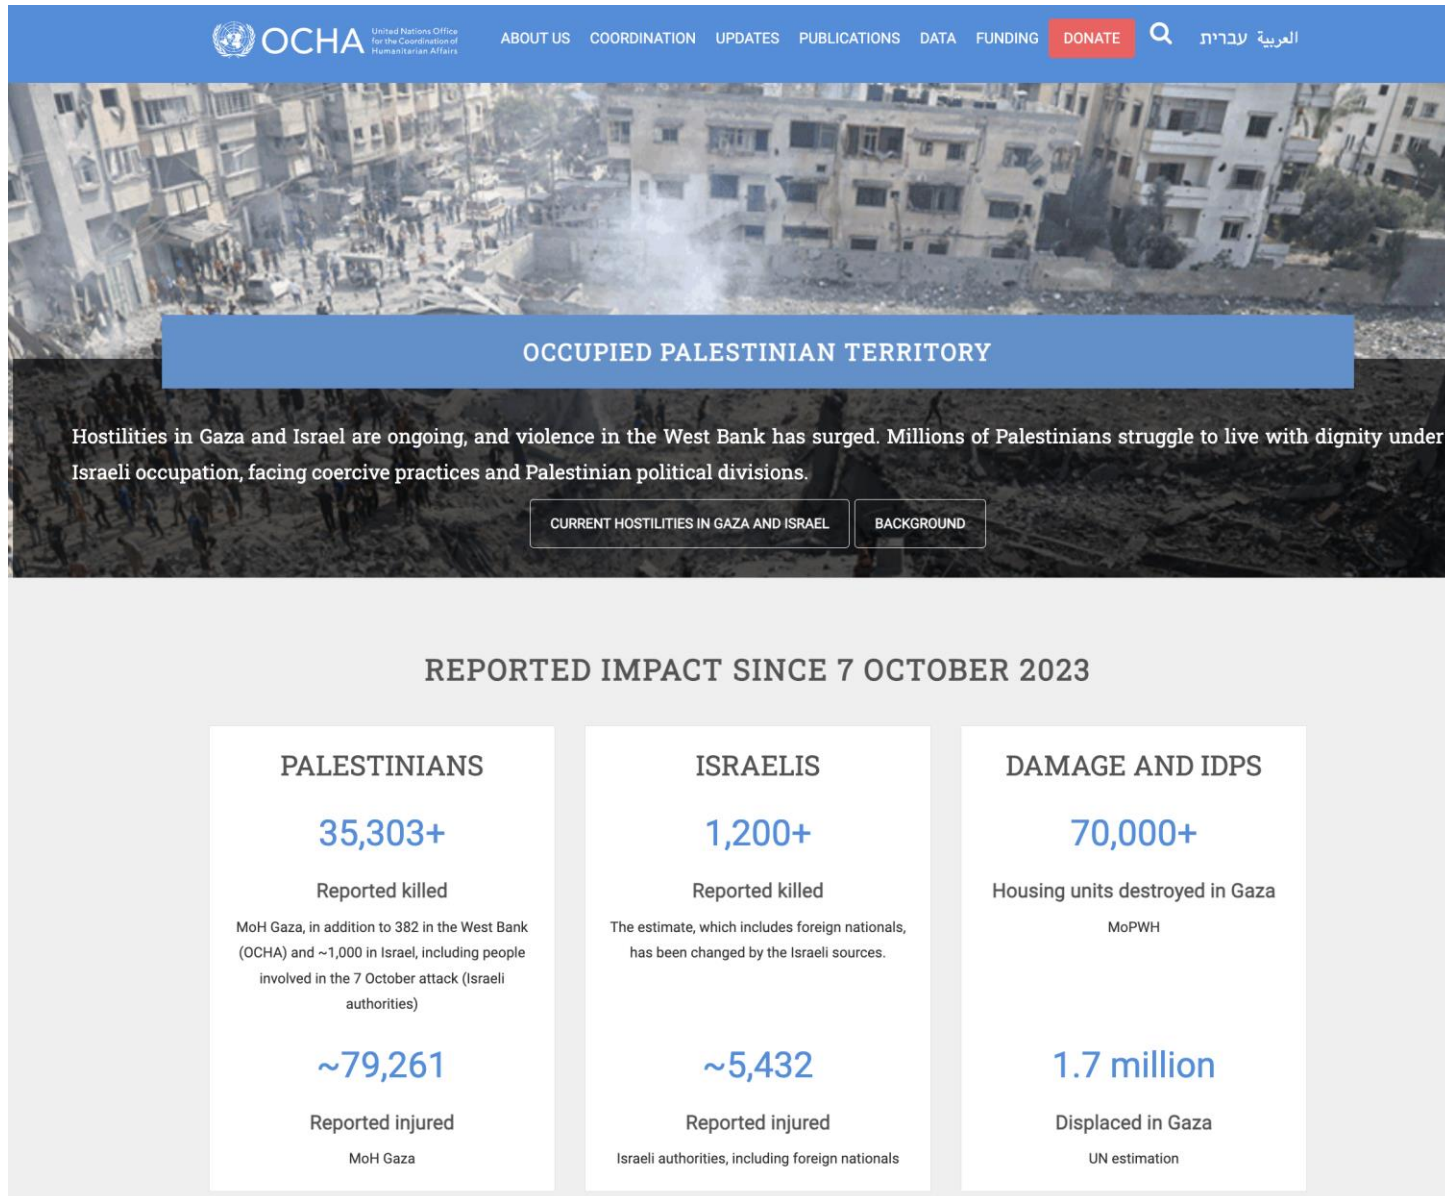 OCHA
United Nations Office
for the Coordination of
Humanitarian Affairs
ABOUT US COORDINATION UPDATES PUBLICATIONS DATA FUNDING DONATE עברית العربية
OCCUPIED PALESTINIAN TERRITORY
Hostilities in Gaza and Israel are ongoing, and violence in the West Bank has surged. Millions of Palestinians struggle to live with dignity under
Israeli occupation, facing coercive practices and Palestinian political divisions.
CURRENT HOSTILITIES IN GAZA AND ISRAEL BACKGROUND
REPORTED IMPACT SINCE 7 OCTOBER 2023
PALESTINIANS
35,303+
Reported killed
MoH Gaza, in addition to 382 in the West Bank
(OCHA) and ~1,000 in Israel, including people
involved in the 7 October attack (Israeli
authorities)
~79,261
Reported injured
MoH Gaza
ISRAELIS
1,200+
Reported killed
The estimate, which includes foreign nationals,
has been changed by the Israeli sources.
~5,432
Reported injured
Israeli authorities, including foreign nationals
DAMAGE AND IDPS
70,000+
Housing units destroyed in Gaza
MoPWH
1.7 million
Displaced in Gaza
UN estimation